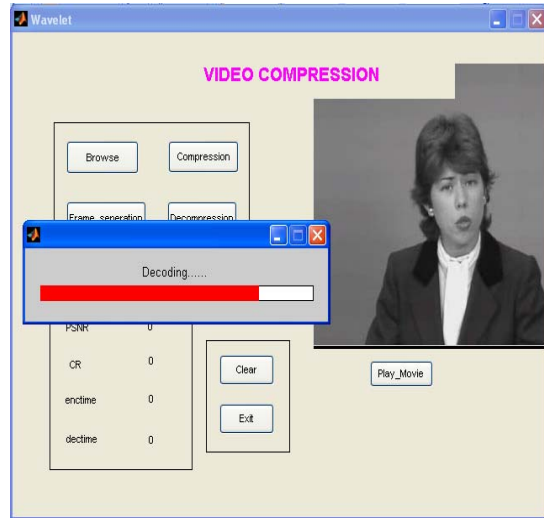 Wavelet
VIDEO COMPRESSION
Browse
Compression
Frame_seperation
Decompression
Decoding......
PSNR 0
CR 0
enctime 0
dectime 0
Clear
Exit
Play_Movie